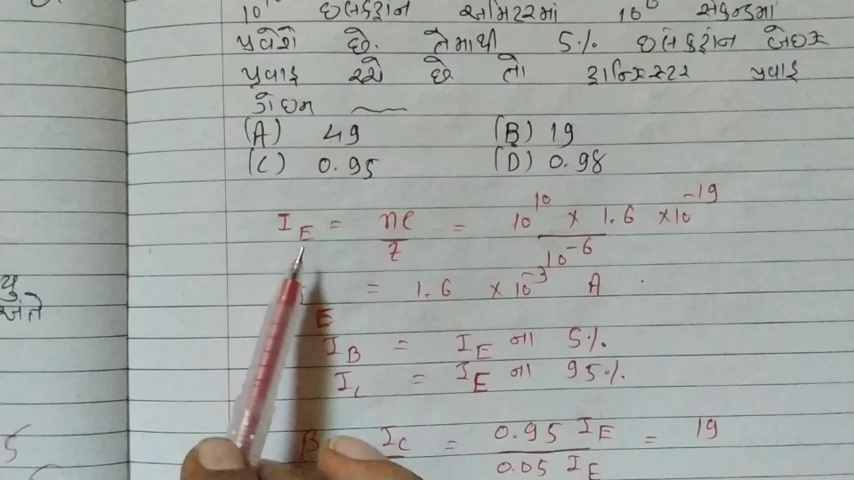 10¹⁰ ઇલેક્ટ્રોન એમિટરમાં 10⁻⁶ સેકન્ડમાં
પ્રવેશે છે. તેમાથી 5% ઇલેક્ટ્રોન બેઇઝ
પ્રવાહ રચે છે તો ટ્રાન્ઝિસ્ટર પ્રવાહ
ગેઇન
(A) 49 (B) 19
(C) 0.95 (D) 0.98
I_E = ne/t = 10¹⁰ × 1.6 × 10⁻¹⁹ / 10⁻⁶
= 1.6 × 10⁻³ A
E
I_B = I_E ના 5%
I_C = I_E ના 95%
β I_C = 0.95 I_E / 0.05 I_E = 19
5